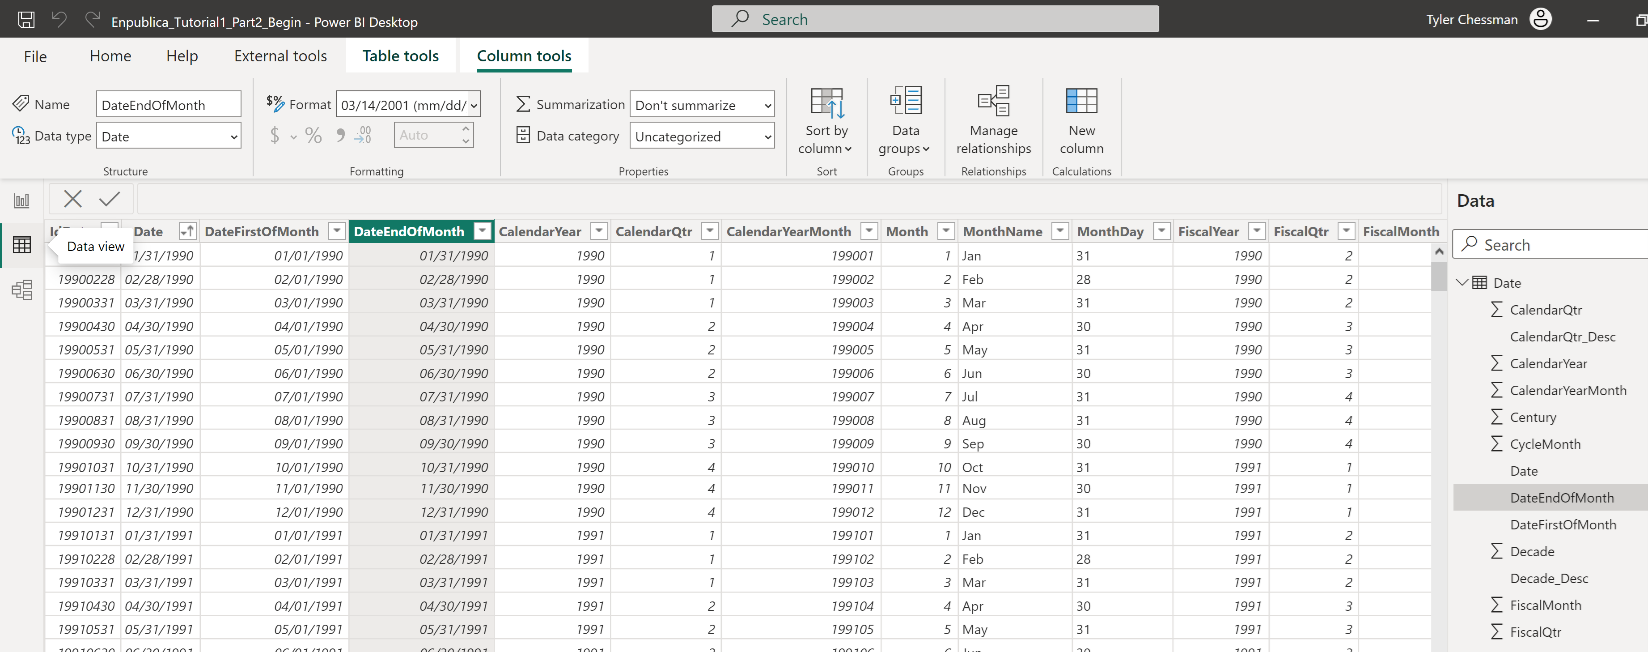 Enpublica_Tutorial1_Part2_Begin - Power BI Desktop
Search
Tyler Chessman
File Home Help External tools Table tools Column tools
Name DateEndOfMonth
$% Format 03/14/2001 (mm/dd/
Summarization Don't summarize
Data type Date
$ % 9 .00 Auto
Data category Uncategorized
Sort by column
Data groups
Manage relationships
New column
Structure Formatting Properties Sort Groups Relationships Calculations
Data view
Date DateFirstOfMonth DateEndOfMonth CalendarYear CalendarQtr CalendarYearMonth Month MonthName MonthDay FiscalYear FiscalQtr FiscalMonth
1/31/1990 01/01/1990 01/31/1990 1990 1 199001 1 Jan 31 1990 2
19900228 02/28/1990 02/01/1990 02/28/1990 1990 1 199002 2 Feb 28 1990 2
19900331 03/31/1990 03/01/1990 03/31/1990 1990 1 199003 3 Mar 31 1990 2
19900430 04/30/1990 04/01/1990 04/30/1990 1990 2 199004 4 Apr 30 1990 3
19900531 05/31/1990 05/01/1990 05/31/1990 1990 2 199005 5 May 31 1990 3
19900630 06/30/1990 06/01/1990 06/30/1990 1990 2 199006 6 Jun 30 1990 3
19900731 07/31/1990 07/01/1990 07/31/1990 1990 3 199007 7 Jul 31 1990 4
19900831 08/31/1990 08/01/1990 08/31/1990 1990 3 199008 8 Aug 31 1990 4
19900930 09/30/1990 09/01/1990 09/30/1990 1990 3 199009 9 Sep 30 1990 4
19901031 10/31/1990 10/01/1990 10/31/1990 1990 4 199010 10 Oct 31 1991 1
19901130 11/30/1990 11/01/1990 11/30/1990 1990 4 199011 11 Nov 30 1991 1
19901231 12/31/1990 12/01/1990 12/31/1990 1990 4 199012 12 Dec 31 1991 1
19910131 01/31/1991 01/01/1991 01/31/1991 1991 1 199101 1 Jan 31 1991 2
19910228 02/28/1991 02/01/1991 02/28/1991 1991 1 199102 2 Feb 28 1991 2
19910331 03/31/1991 03/01/1991 03/31/1991 1991 1 199103 3 Mar 31 1991 2
19910430 04/30/1991 04/01/1991 04/30/1991 1991 2 199104 4 Apr 30 1991 3
19910531 05/31/1991 05/01/1991 05/31/1991 1991 2 199105 5 May 31 1991 3
Data
Search
Date
CalendarQtr
CalendarQtr_Desc
CalendarYear
CalendarYearMonth
Century
CycleMonth
Date
DateEndOfMonth
DateFirstOfMonth
Decade
Decade_Desc
FiscalMonth
FiscalQtr